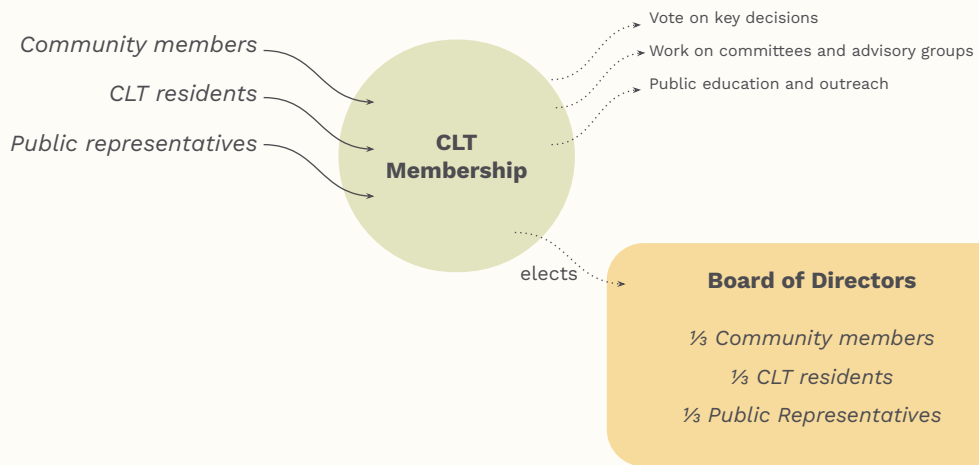 Community members
CLT residents
Public representatives
CLT
Membership
Vote on key decisions
Work on committees and advisory groups
Public education and outreach
elects
Board of Directors
⅓ Community members
⅓ CLT residents
⅓ Public Representatives